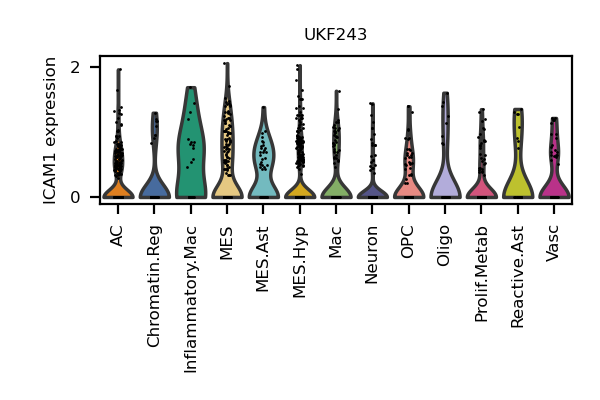 UKF243
ICAM1 expression
2
0
AC
Chromatin.Reg
Inflammatory.Mac
MES
MES.Ast
MES.Hyp
Mac
Neuron
OPC
Oligo
Prolif.Metab
Reactive.Ast
Vasc